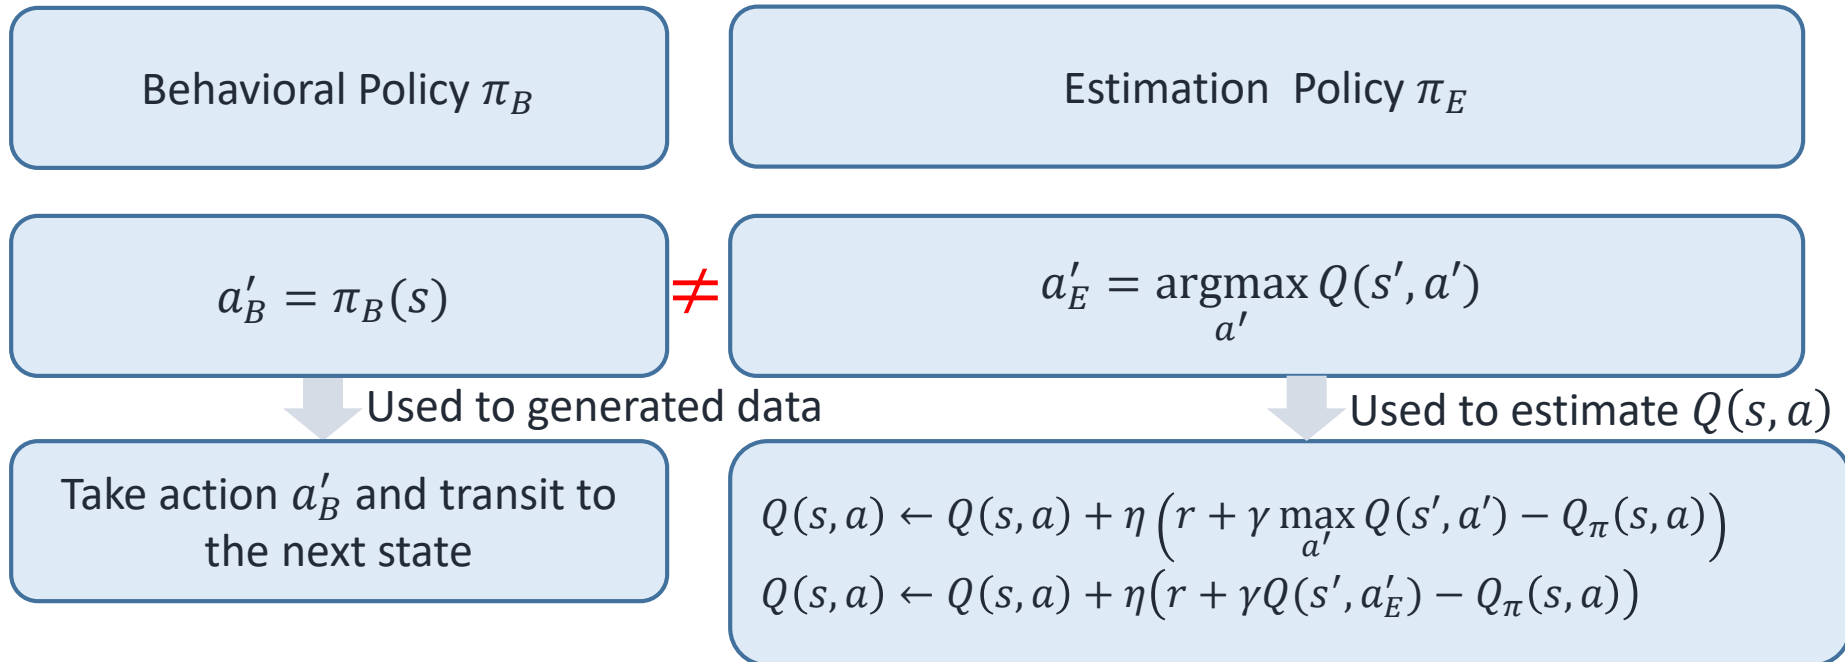 Behavioral Policy π_B
Estimation Policy π_E
a'_B = π_B(s)
≠
a'_E = argmax_{a'} Q(s', a')
Used to generated data
Used to estimate Q(s, a)
Take action a'_B and transit to
the next state
Q(s, a) ← Q(s, a) + η (r + γ max_{a'} Q(s', a') − Q_π(s, a))
Q(s, a) ← Q(s, a) + η(r + γQ(s', a'_E) − Q_π(s, a))